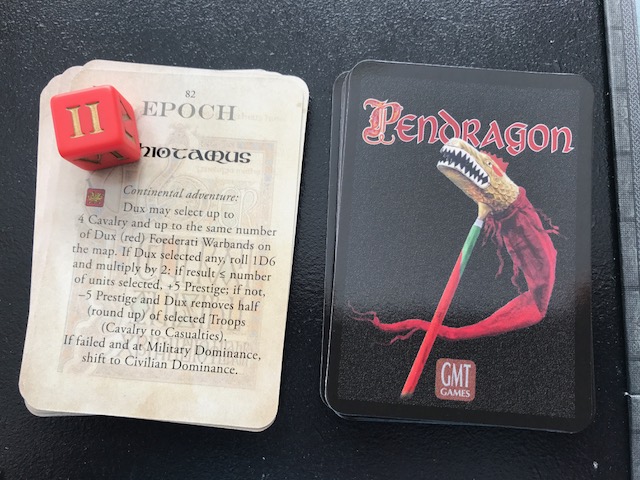 82
EPOCH
HIOTAMUS
Continental adventure:
Dux may select up to
4 Cavalry and up to the same number
of Dux (red) Foederati Warbands on
the map. If Dux selected any, roll 1D6
and multiply by 2: if result ≤ number
of units selected, +5 Prestige; if not,
−5 Prestige and Dux removes half
(round up) of selected Troops
(Cavalry to Casualties).
If failed and at Military Dominance,
shift to Civilian Dominance.
II
PENDRAGON
GMT
GAMES